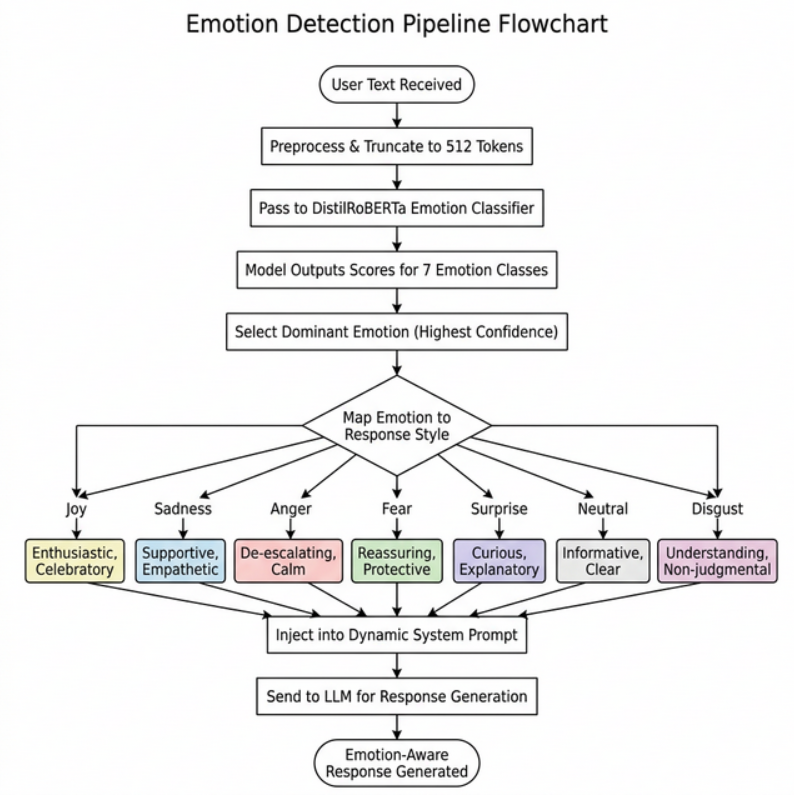 Emotion Detection Pipeline Flowchart
User Text Received
Preprocess & Truncate to 512 Tokens
Pass to DistilRoBERTa Emotion Classifier
Model Outputs Scores for 7 Emotion Classes
Select Dominant Emotion (Highest Confidence)
Map Emotion to
Response Style
Joy
Sadness
Anger
Fear
Surprise
Neutral
Disgust
Enthusiastic,
Celebratory
Supportive,
Empathetic
De-escalating,
Calm
Reassuring,
Protective
Curious,
Explanatory
Informative,
Clear
Understanding,
Non-judgmental
Inject into Dynamic System Prompt
Send to LLM for Response Generation
Emotion-Aware
Response Generated